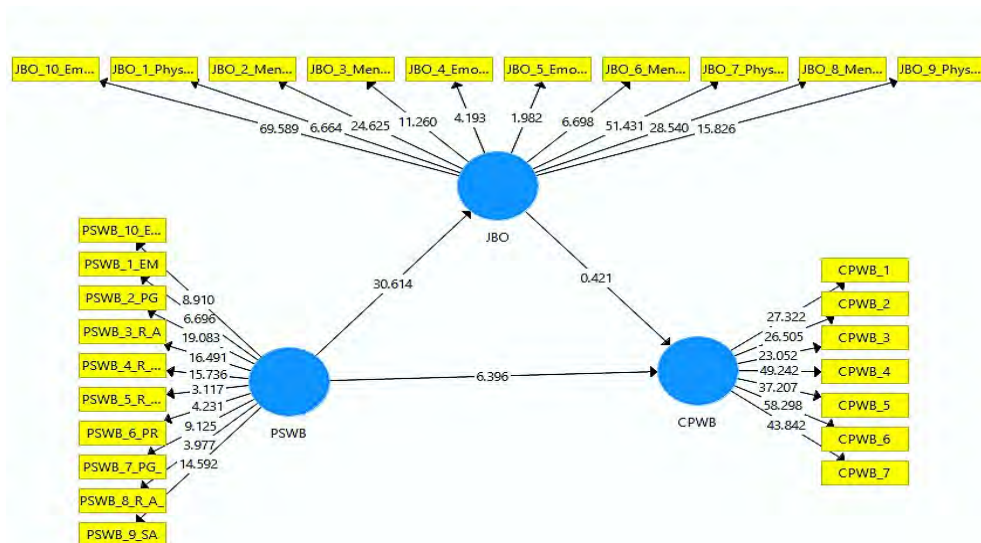 JBO_10_Em...
JBO_1_Phys...
JBO_2_Men...
JBO_3_Men...
JBO_4_Emo...
JBO_5_Emo...
JBO_6_Men...
JBO_7_Phys...
JBO_8_Men...
JBO_9_Phys...
69.589
6.664
24.625
11.260
4.193
1.982
6.698
51.431
28.540
15.826
JBO
30.614
0.421
6.396
PSWB_10_E...
PSWB_1_EM
PSWB_2_PG
PSWB_3_R_A
PSWB_4_R_...
PSWB_5_R_...
PSWB_6_PR
PSWB_7_PG_
PSWB_8_R_A_
PSWB_9_SA
8.910
6.696
19.083
16.491
15.736
3.117
4.231
9.125
3.977
14.592
PSWB
CPWB
27.322
26.505
23.052
49.242
37.207
58.298
43.842
CPWB_1
CPWB_2
CPWB_3
CPWB_4
CPWB_5
CPWB_6
CPWB_7